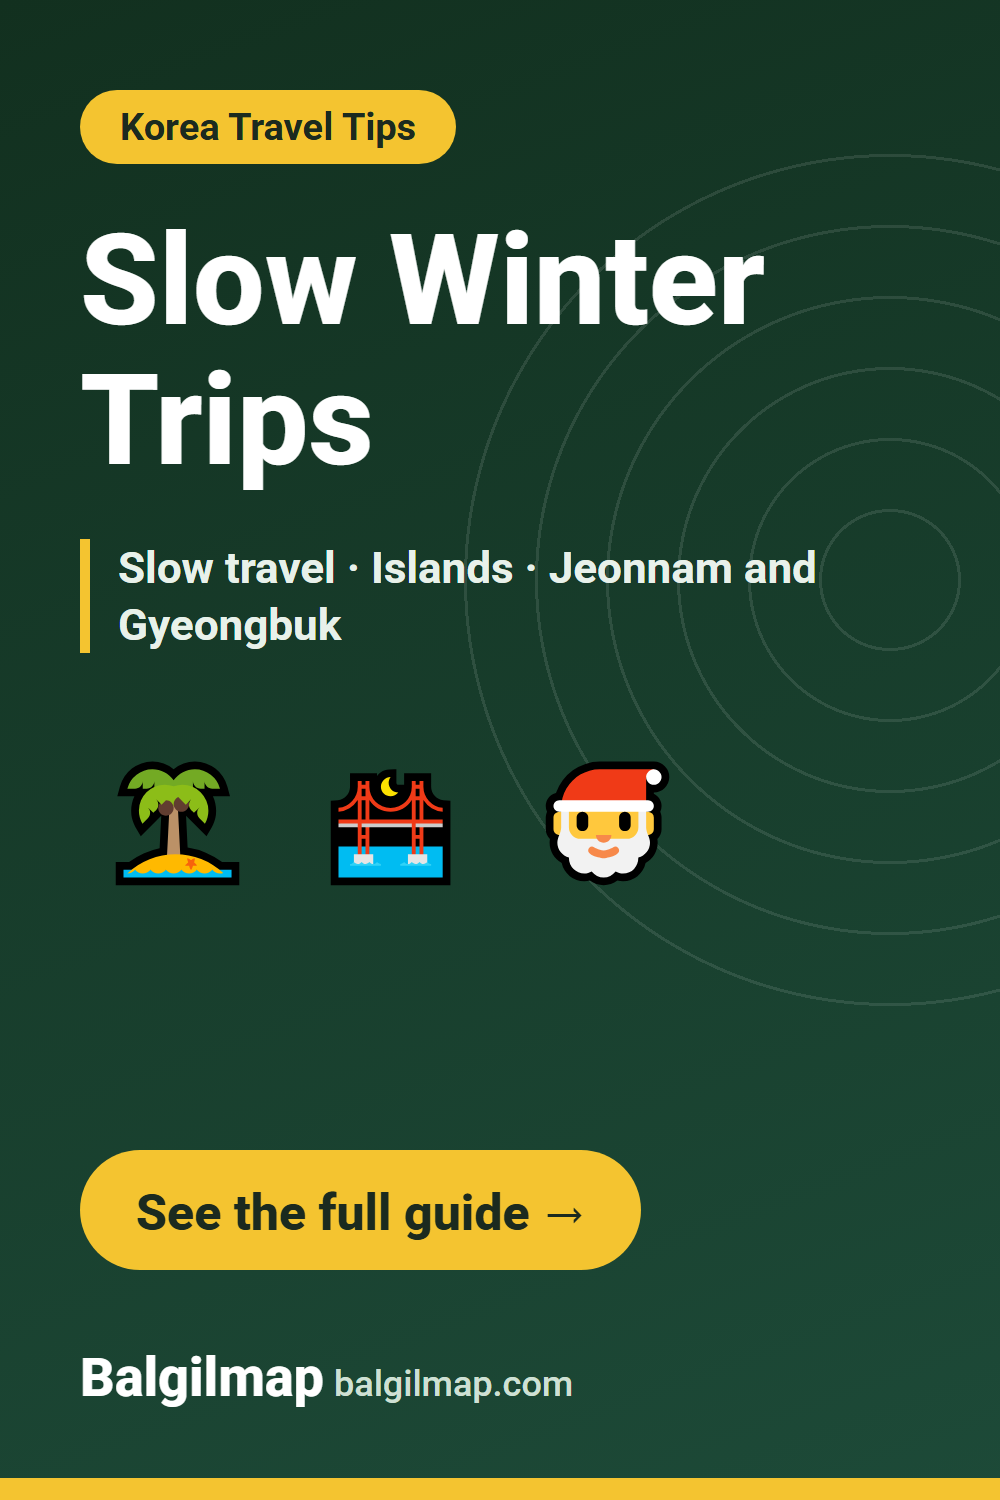 Korea Travel Tips
Slow Winter
Trips
Slow travel · Islands · Jeonnam and
Gyeongbuk
See the full guide →
Balgilmap balgilmap.com